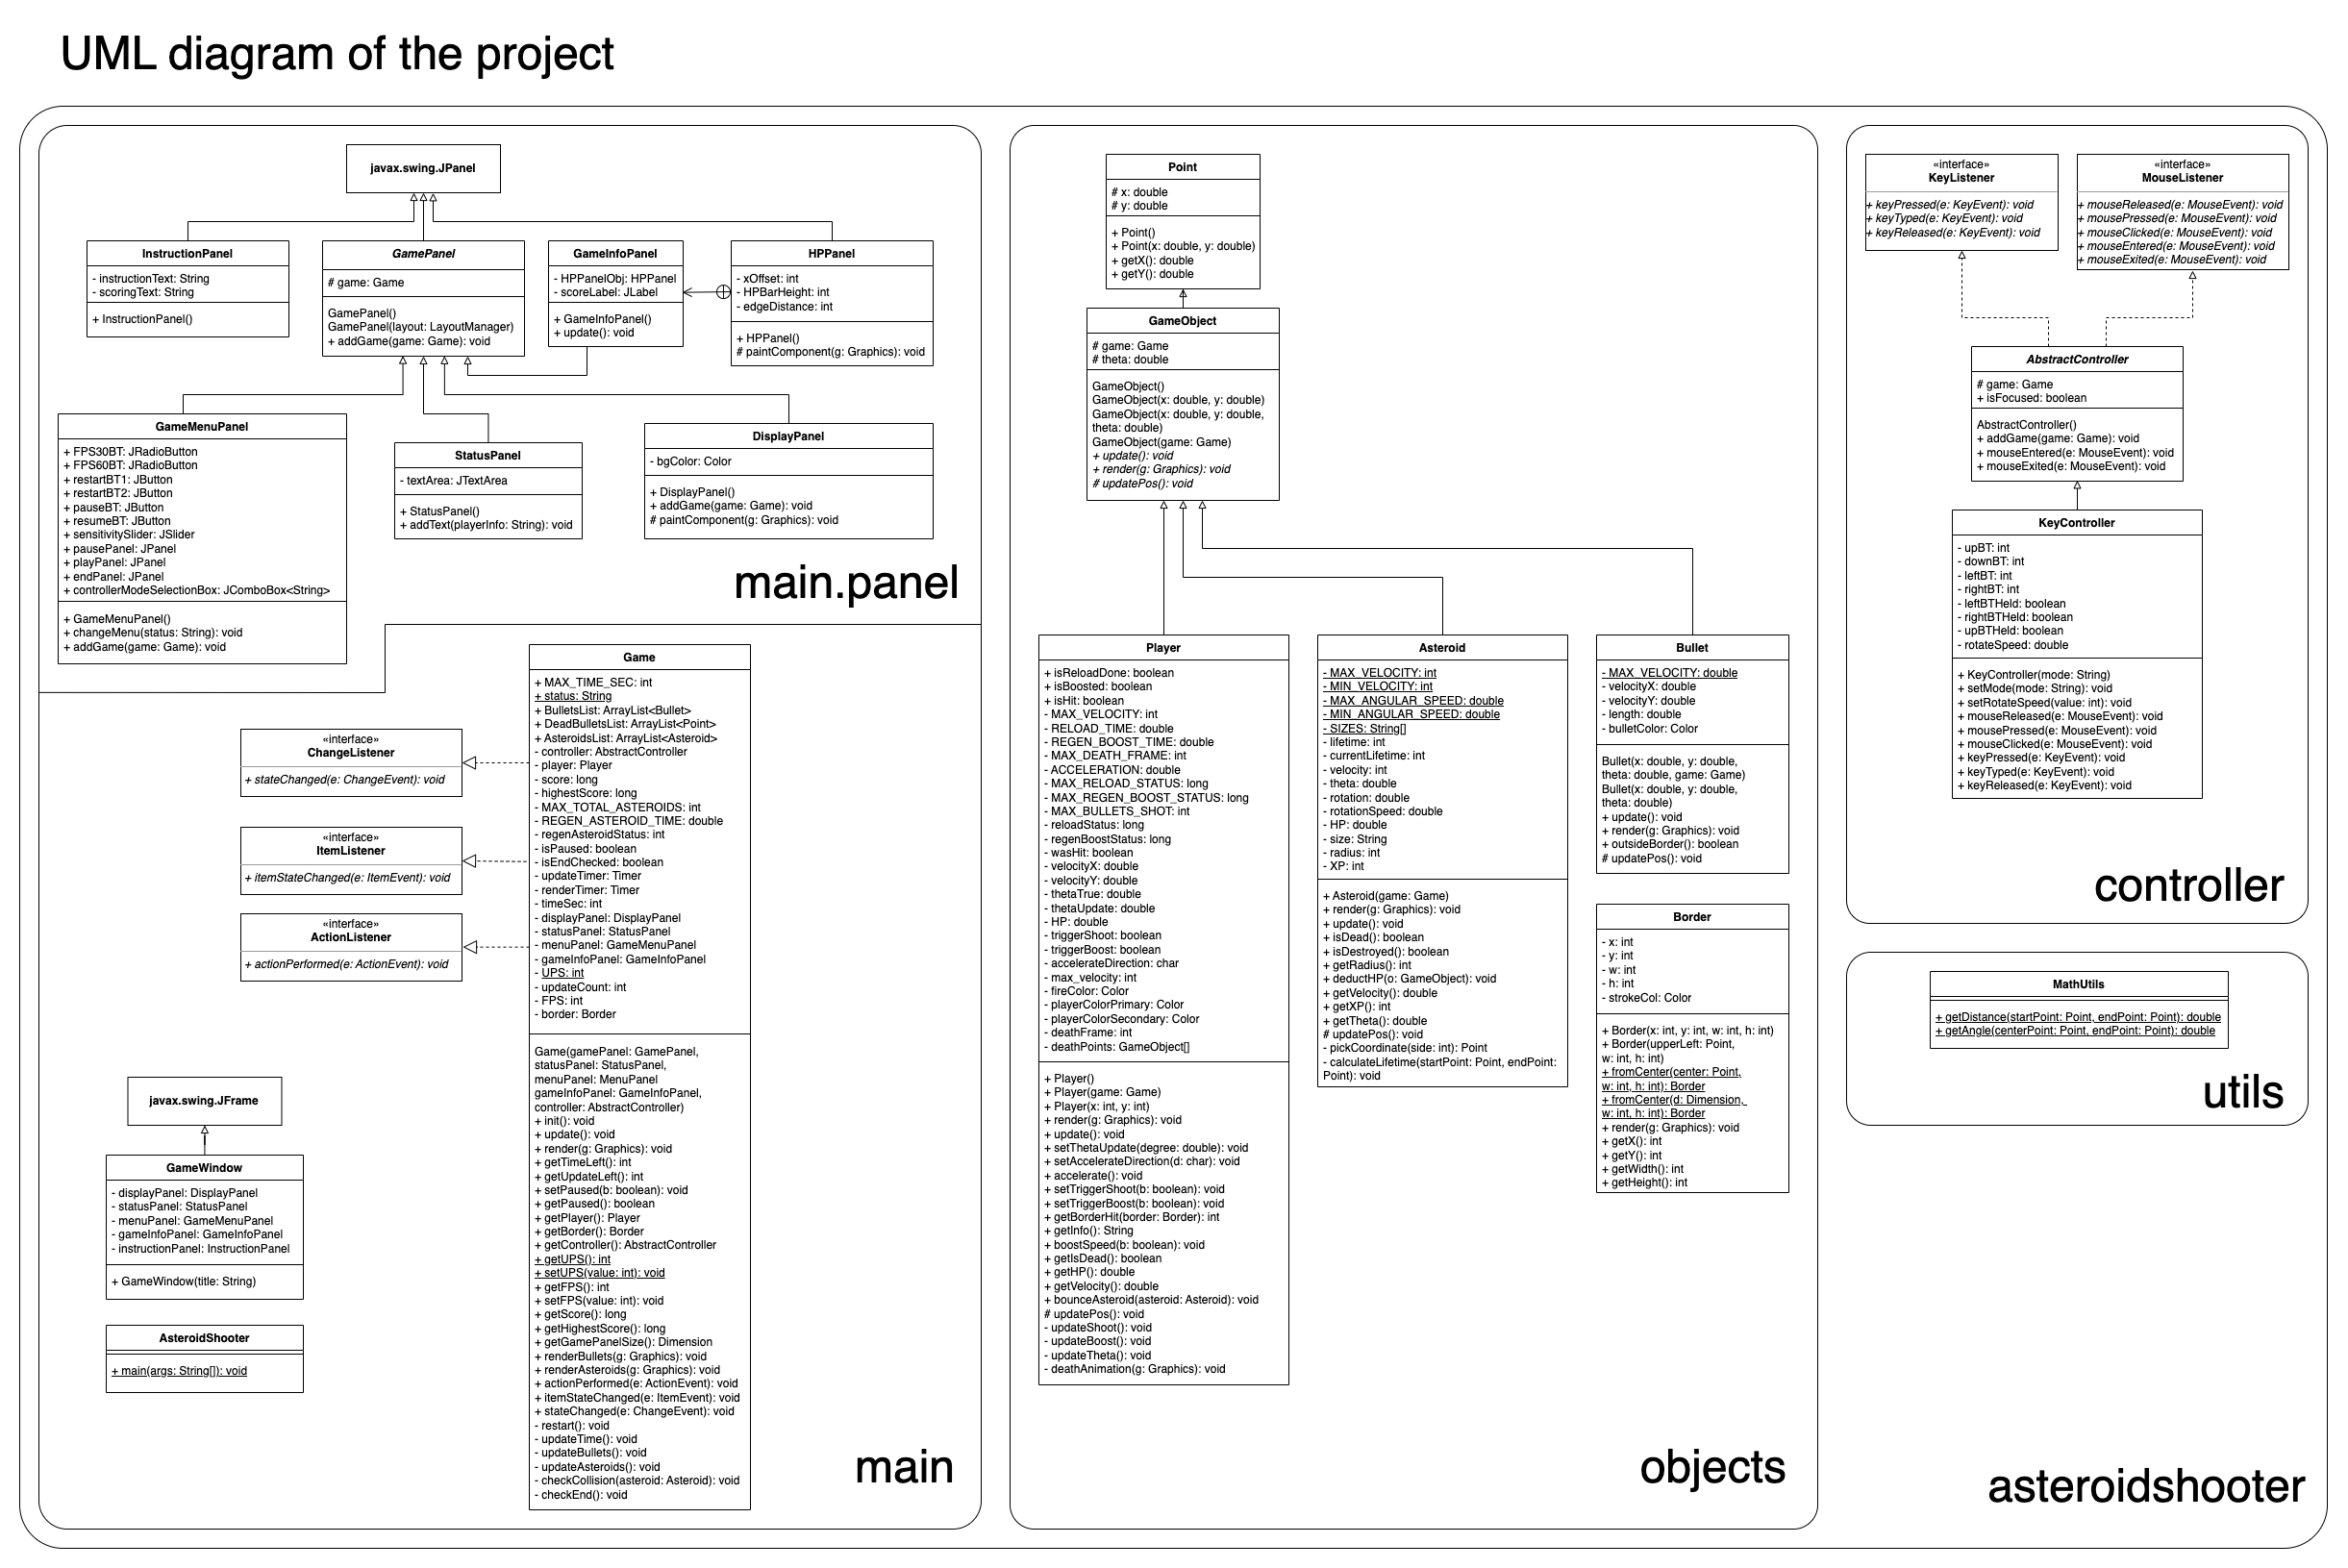 UML diagram of the project
javax.swing.JPanel
InstructionPanel
- instructionText: String
- scoringText: String
+ InstructionPanel()
GamePanel
# game: Game
GamePanel()
GamePanel(layout: LayoutManager)
+ addGame(game: Game): void
GameInfoPanel
- HPPanelObj: HPPanel
- scoreLabel: JLabel
+ GameInfoPanel()
+ update(): void
HPPanel
- xOffset: int
- HPBarHeight: int
- edgeDistance: int
+ HPPanel()
# paintComponent(g: Graphics): void
GameMenuPanel
+ FPS30BT: JRadioButton
+ FPS60BT: JRadioButton
+ restartBT1: JButton
+ restartBT2: JButton
+ pauseBT: JButton
+ resumeBT: JButton
+ sensitivitySlider: JSlider
+ pausePanel: JPanel
+ playPanel: JPanel
+ endPanel: JPanel
+ controllerModeSelectionBox: JComboBox<String>
+ GameMenuPanel()
+ changeMenu(status: String): void
+ addGame(game: Game): void
StatusPanel
- textArea: JTextArea
+ StatusPanel()
+ addText(playerInfo: String): void
DisplayPanel
- bgColor: Color
+ DisplayPanel()
+ addGame(game: Game): void
# paintComponent(g: Graphics): void
main.panel
Game
+ MAX_TIME_SEC: int
+ status: String
+ BulletsList: ArrayList<Bullet>
+ DeadBulletsList: ArrayList<Point>
+ AsteroidsList: ArrayList<Asteroid>
- controller: AbstractController
- player: Player
- score: long
- highestScore: long
- MAX_TOTAL_ASTEROIDS: int
- REGEN_ASTEROID_TIME: double
- regenAsteroidStatus: int
- isPaused: boolean
- isEndChecked: boolean
- updateTimer: Timer
- renderTimer: Timer
- timeSec: int
- displayPanel: DisplayPanel
- statusPanel: StatusPanel
- menuPanel: GameMenuPanel
- gameInfoPanel: GameInfoPanel
- UPS: int
- updateCount: int
- FPS: int
- border: Border
Game(gamePanel: GamePanel,
statusPanel: StatusPanel,
menuPanel: MenuPanel
gameInfoPanel: GameInfoPanel,
controller: AbstractController)
+ init(): void
+ update(): void
+ render(g: Graphics): void
+ getTimeLeft(): int
+ getUpdateLeft(): int
+ setPaused(b: boolean): void
+ getPaused(): boolean
+ getPlayer(): Player
+ getBorder(): Border
+ getController(): AbstractController
+ getUPS(): int
+ setUPS(value: int): void
+ getFPS(): int
+ setFPS(value: int): void
+ getScore(): long
+ getHighestScore(): long
+ getGamePanelSize(): Dimension
+ renderBullets(g: Graphics): void
+ renderAsteroids(g: Graphics): void
+ actionPerformed(e: ActionEvent): void
+ itemStateChanged(e: ItemEvent): void
+ stateChanged(e: ChangeEvent): void
- restart(): void
- updateTime(): void
- updateBullets(): void
- updateAsteroids(): void
- checkCollision(asteroid: Asteroid): void
- checkEnd(): void
«interface»
ChangeListener
+ stateChanged(e: ChangeEvent): void
«interface»
ItemListener
+ itemStateChanged(e: ItemEvent): void
«interface»
ActionListener
+ actionPerformed(e: ActionEvent): void
javax.swing.JFrame
GameWindow
- displayPanel: DisplayPanel
- statusPanel: StatusPanel
- menuPanel: GameMenuPanel
- gameInfoPanel: GameInfoPanel
- instructionPanel: InstructionPanel
+ GameWindow(title: String)
AsteroidShooter
+ main(args: String[]): void
main
Point
# x: double
# y: double
+ Point()
+ Point(x: double, y: double)
+ getX(): double
+ getY(): double
GameObject
# game: Game
# theta: double
GameObject()
GameObject(x: double, y: double)
GameObject(x: double, y: double,
theta: double)
GameObject(game: Game)
+ update(): void
+ render(g: Graphics): void
# updatePos(): void
Player
+ isReloadDone: boolean
+ isBoosted: boolean
+ isHit: boolean
- MAX_VELOCITY: int
- RELOAD_TIME: double
- REGEN_BOOST_TIME: double
- MAX_DEATH_FRAME: int
- ACCELERATION: double
- MAX_RELOAD_STATUS: long
- MAX_REGEN_BOOST_STATUS: long
- MAX_BULLETS_SHOT: int
- reloadStatus: long
- regenBoostStatus: long
- wasHit: boolean
- velocityX: double
- velocityY: double
- thetaTrue: double
- thetaUpdate: double
- HP: double
- triggerShoot: boolean
- triggerBoost: boolean
- accelerateDirection: char
- max_velocity: int
- fireColor: Color
- playerColorPrimary: Color
- playerColorSecondary: Color
- deathFrame: int
- deathPoints: GameObject[]
+ Player()
+ Player(game: Game)
+ Player(x: int, y: int)
+ render(g: Graphics): void
+ update(): void
+ setThetaUpdate(degree: double): void
+ setAccelerateDirection(d: char): void
+ accelerate(): void
+ setTriggerShoot(b: boolean): void
+ setTriggerBoost(b: boolean): void
+ getBorderHit(border: Border): int
+ getInfo(): String
+ boostSpeed(b: boolean): void
+ getIsDead(): boolean
+ getHP(): double
+ getVelocity(): double
+ bounceAsteroid(asteroid: Asteroid): void
# updatePos(): void
- updateShoot(): void
- updateBoost(): void
- updateTheta(): void
- deathAnimation(g: Graphics): void
Asteroid
- MAX_VELOCITY: int
- MIN_VELOCITY: int
- MAX_ANGULAR_SPEED: double
- MIN_ANGULAR_SPEED: double
- SIZES: String[]
- lifetime: int
- currentLifetime: int
- velocity: int
- theta: double
- rotation: double
- rotationSpeed: double
- HP: double
- size: String
- radius: int
- XP: int
+ Asteroid(game: Game)
+ render(g: Graphics): void
+ update(): void
+ isDead(): boolean
+ isDestroyed(): boolean
+ getRadius(): int
+ deductHP(o: GameObject): void
+ getVelocity(): double
+ getXP(): int
+ getTheta(): double
# updatePos(): void
- pickCoordinate(side: int): Point
- calculateLifetime(startPoint: Point, endPoint:
Point): void
Bullet
- MAX_VELOCITY: double
- velocityX: double
- velocityY: double
- length: double
- bulletColor: Color
Bullet(x: double, y: double,
theta: double, game: Game)
Bullet(x: double, y: double,
theta: double)
+ update(): void
+ render(g: Graphics): void
+ outsideBorder(): boolean
# updatePos(): void
Border
- x: int
- y: int
- w: int
- h: int
- strokeCol: Color
+ Border(x: int, y: int, w: int, h: int)
+ Border(upperLeft: Point,
w: int, h: int)
+ fromCenter(center: Point,
w: int, h: int): Border
+ fromCenter(d: Dimension,
w: int, h: int): Border
+ render(g: Graphics): void
+ getX(): int
+ getY(): int
+ getWidth(): int
+ getHeight(): int
objects
«interface»
KeyListener
+ keyPressed(e: KeyEvent): void
+ keyTyped(e: KeyEvent): void
+ keyReleased(e: KeyEvent): void
«interface»
MouseListener
+ mouseReleased(e: MouseEvent): void
+ mousePressed(e: MouseEvent): void
+ mouseClicked(e: MouseEvent): void
+ mouseEntered(e: MouseEvent): void
+ mouseExited(e: MouseEvent): void
AbstractController
# game: Game
+ isFocused: boolean
AbstractController()
+ addGame(game: Game): void
+ mouseEntered(e: MouseEvent): void
+ mouseExited(e: MouseEvent): void
KeyController
- upBT: int
- downBT: int
- leftBT: int
- rightBT: int
- leftBTHeld: boolean
- rightBTHeld: boolean
- upBTHeld: boolean
- rotateSpeed: double
+ KeyController(mode: String)
+ setMode(mode: String): void
+ setRotateSpeed(value: int): void
+ mouseReleased(e: MouseEvent): void
+ mousePressed(e: MouseEvent): void
+ mouseClicked(e: MouseEvent): void
+ keyPressed(e: KeyEvent): void
+ keyTyped(e: KeyEvent): void
+ keyReleased(e: KeyEvent): void
controller
MathUtils
+ getDistance(startPoint: Point, endPoint: Point): double
+ getAngle(centerPoint: Point, endPoint: Point): double
utils
asteroidshooter